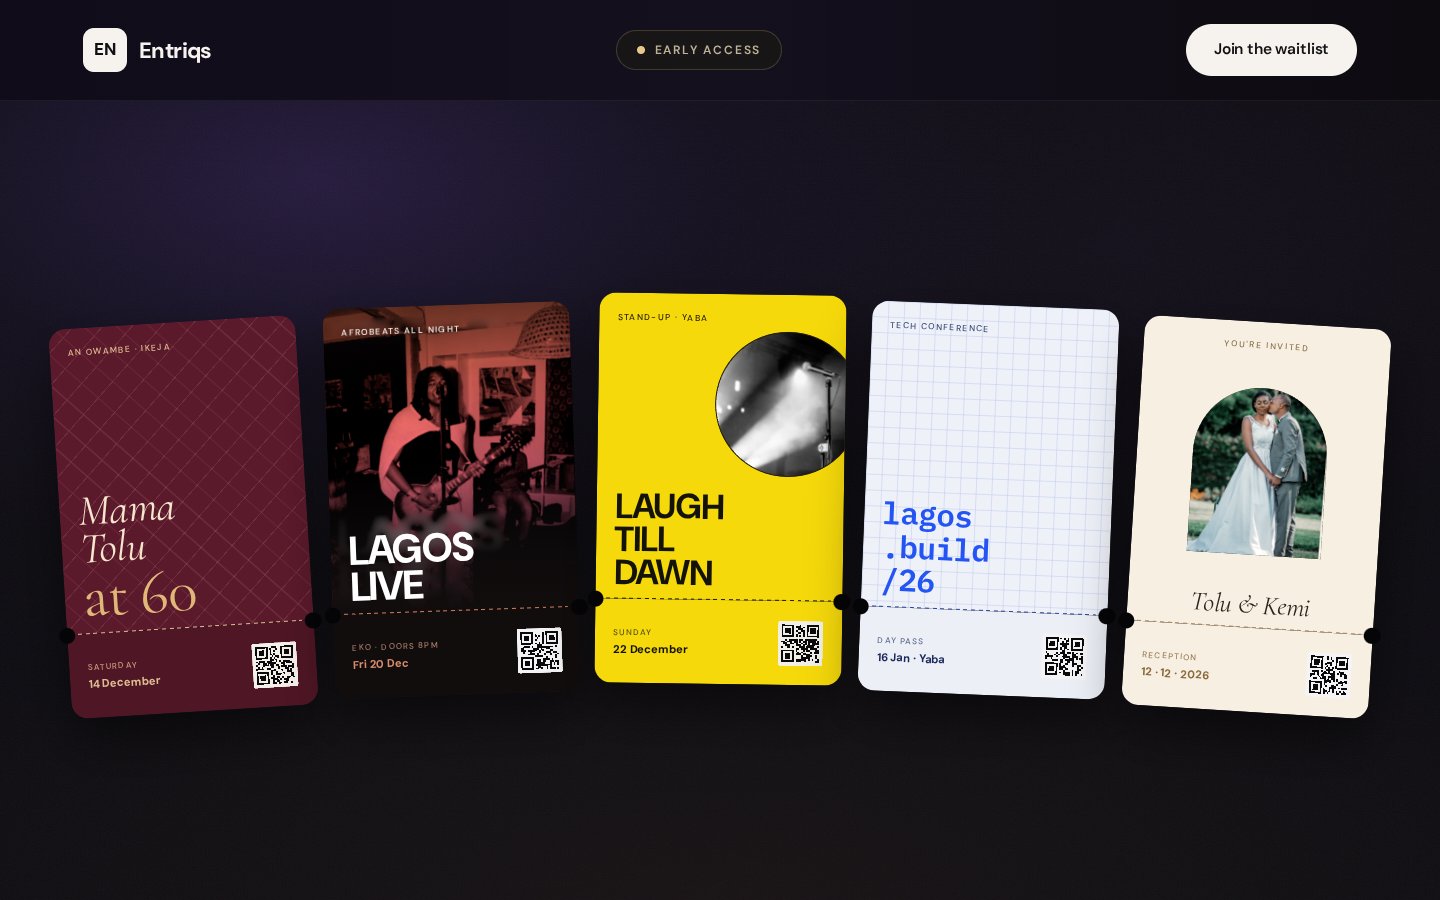 EN
Entriqs
EARLY ACCESS
Join the waitlist
AN OWAMBE · IKEJA
Mama
Tolu
at 60
SATURDAY
14 December
AFROBEATS ALL NIGHT
LAGOS
LIVE
EKO · DOORS 8PM
Fri 20 Dec
STAND-UP · YABA
LAUGH
TILL
DAWN
SUNDAY
22 December
TECH CONFERENCE
lagos
.build
/26
DAY PASS
16 Jan · Yaba
YOU'RE INVITED
Tolu & Kemi
RECEPTION
12 · 12 · 2026